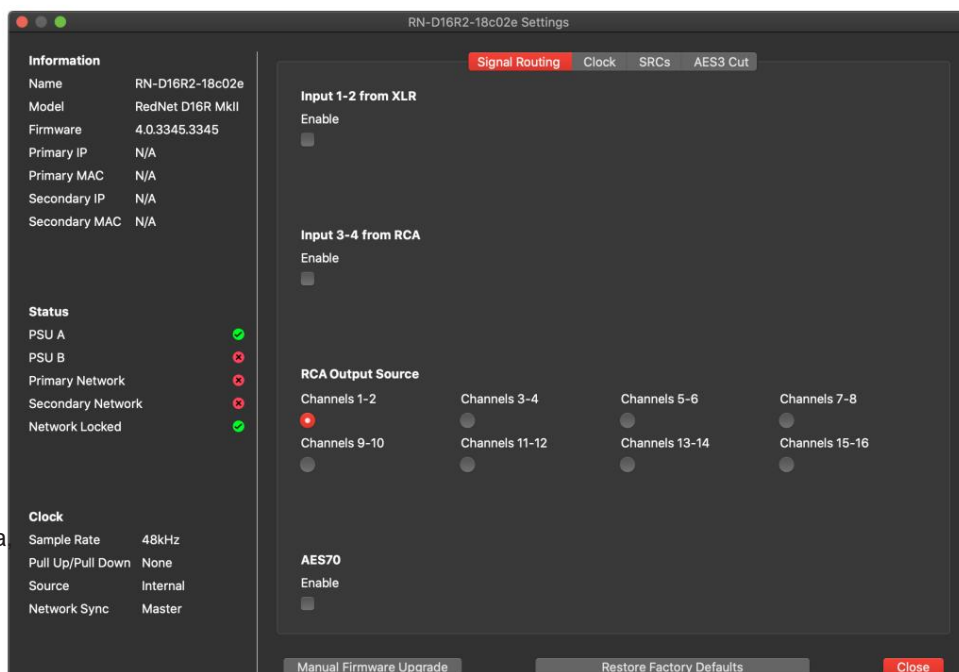 RN-D16R2-18c02e Settings
Information
Name RN-D16R2-18c02e
Model RedNet D16R MkII
Firmware 4.0.3345.3345
Primary IP N/A
Primary MAC N/A
Secondary IP N/A
Secondary MAC N/A
Status
PSU A
PSU B
Primary Network
Secondary Network
Network Locked
Clock
a
Sample Rate 48kHz
Pull Up/Pull Down None
Source Internal
Network Sync Master
Signal Routing Clock SRCs AES3 Cut
Input 1-2 from XLR
Enable
Input 3-4 from RCA
Enable
RCA Output Source
Channels 1-2 Channels 3-4 Channels 5-6 Channels 7-8
Channels 9-10 Channels 11-12 Channels 13-14 Channels 15-16
AES70
Enable
Manual Firmware Upgrade Restore Factory Defaults Close